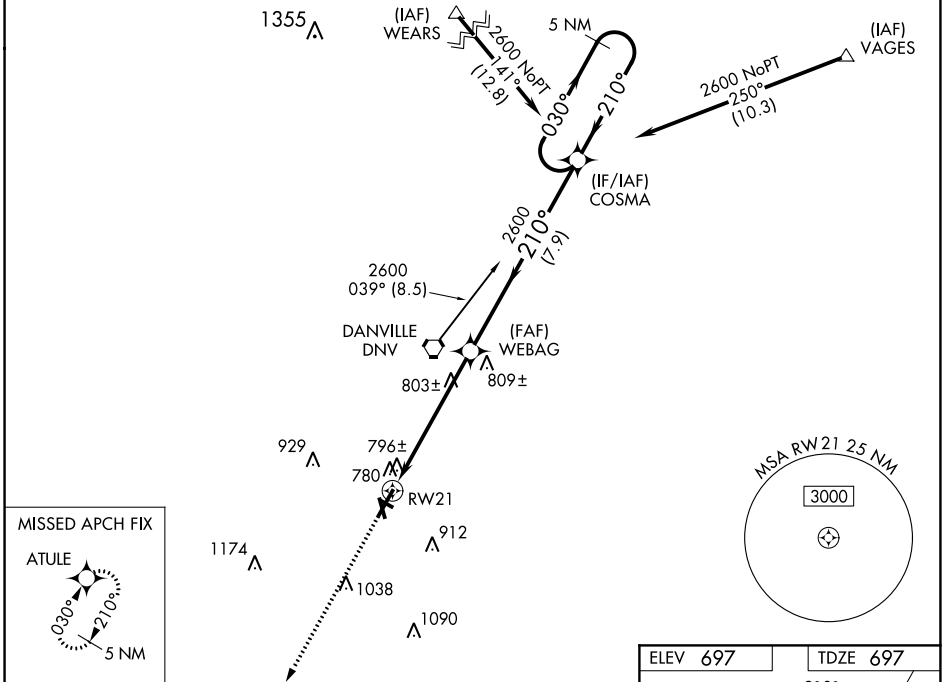 1355
(IAF)
WEARS
2600 NoPT
141°
(12.8)
5 NM
030°
210°
(IAF)
VAGES
2600 NoPT
250°
(10.3)
(IF/IAF)
COSMA
2600
210°
(7.9)
2600
039° (8.5)
DANVILLE
DNV
(FAF)
WEBAG
803±
809±
929
796±
780
RW21
MSA RW21 25 NM
3000
MISSED APCH FIX
ATULE
030°
210°
5 NM
1174
912
1038
1090
ELEV 697
TDZE 697